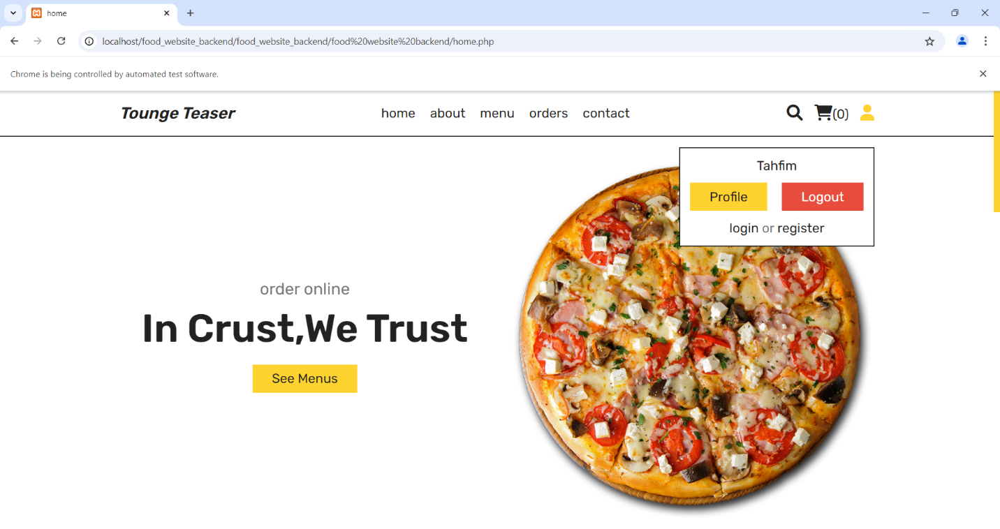 home
localhost/food_website_backend/food_website_backend/food%20website%20backend/home.php
Chrome is being controlled by automated test software.
Tounge Teaser home about menu orders contact (0)
Tahfim
Profile Logout
login or register
order online
In Crust,We Trust
See Menus